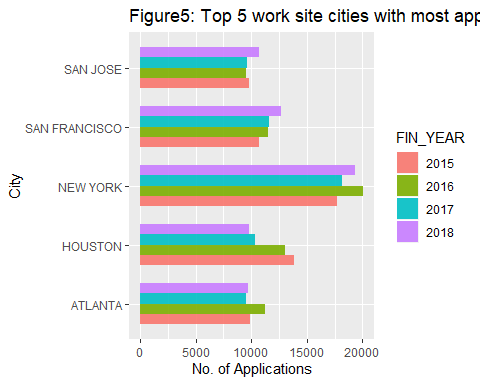 Figure5: Top 5 work site cities with most app
SAN JOSE
SAN FRANCISCO
NEW YORK
HOUSTON
ATLANTA
City
0
5000
10000
15000
20000
No. of Applications
FIN_YEAR
2015
2016
2017
2018